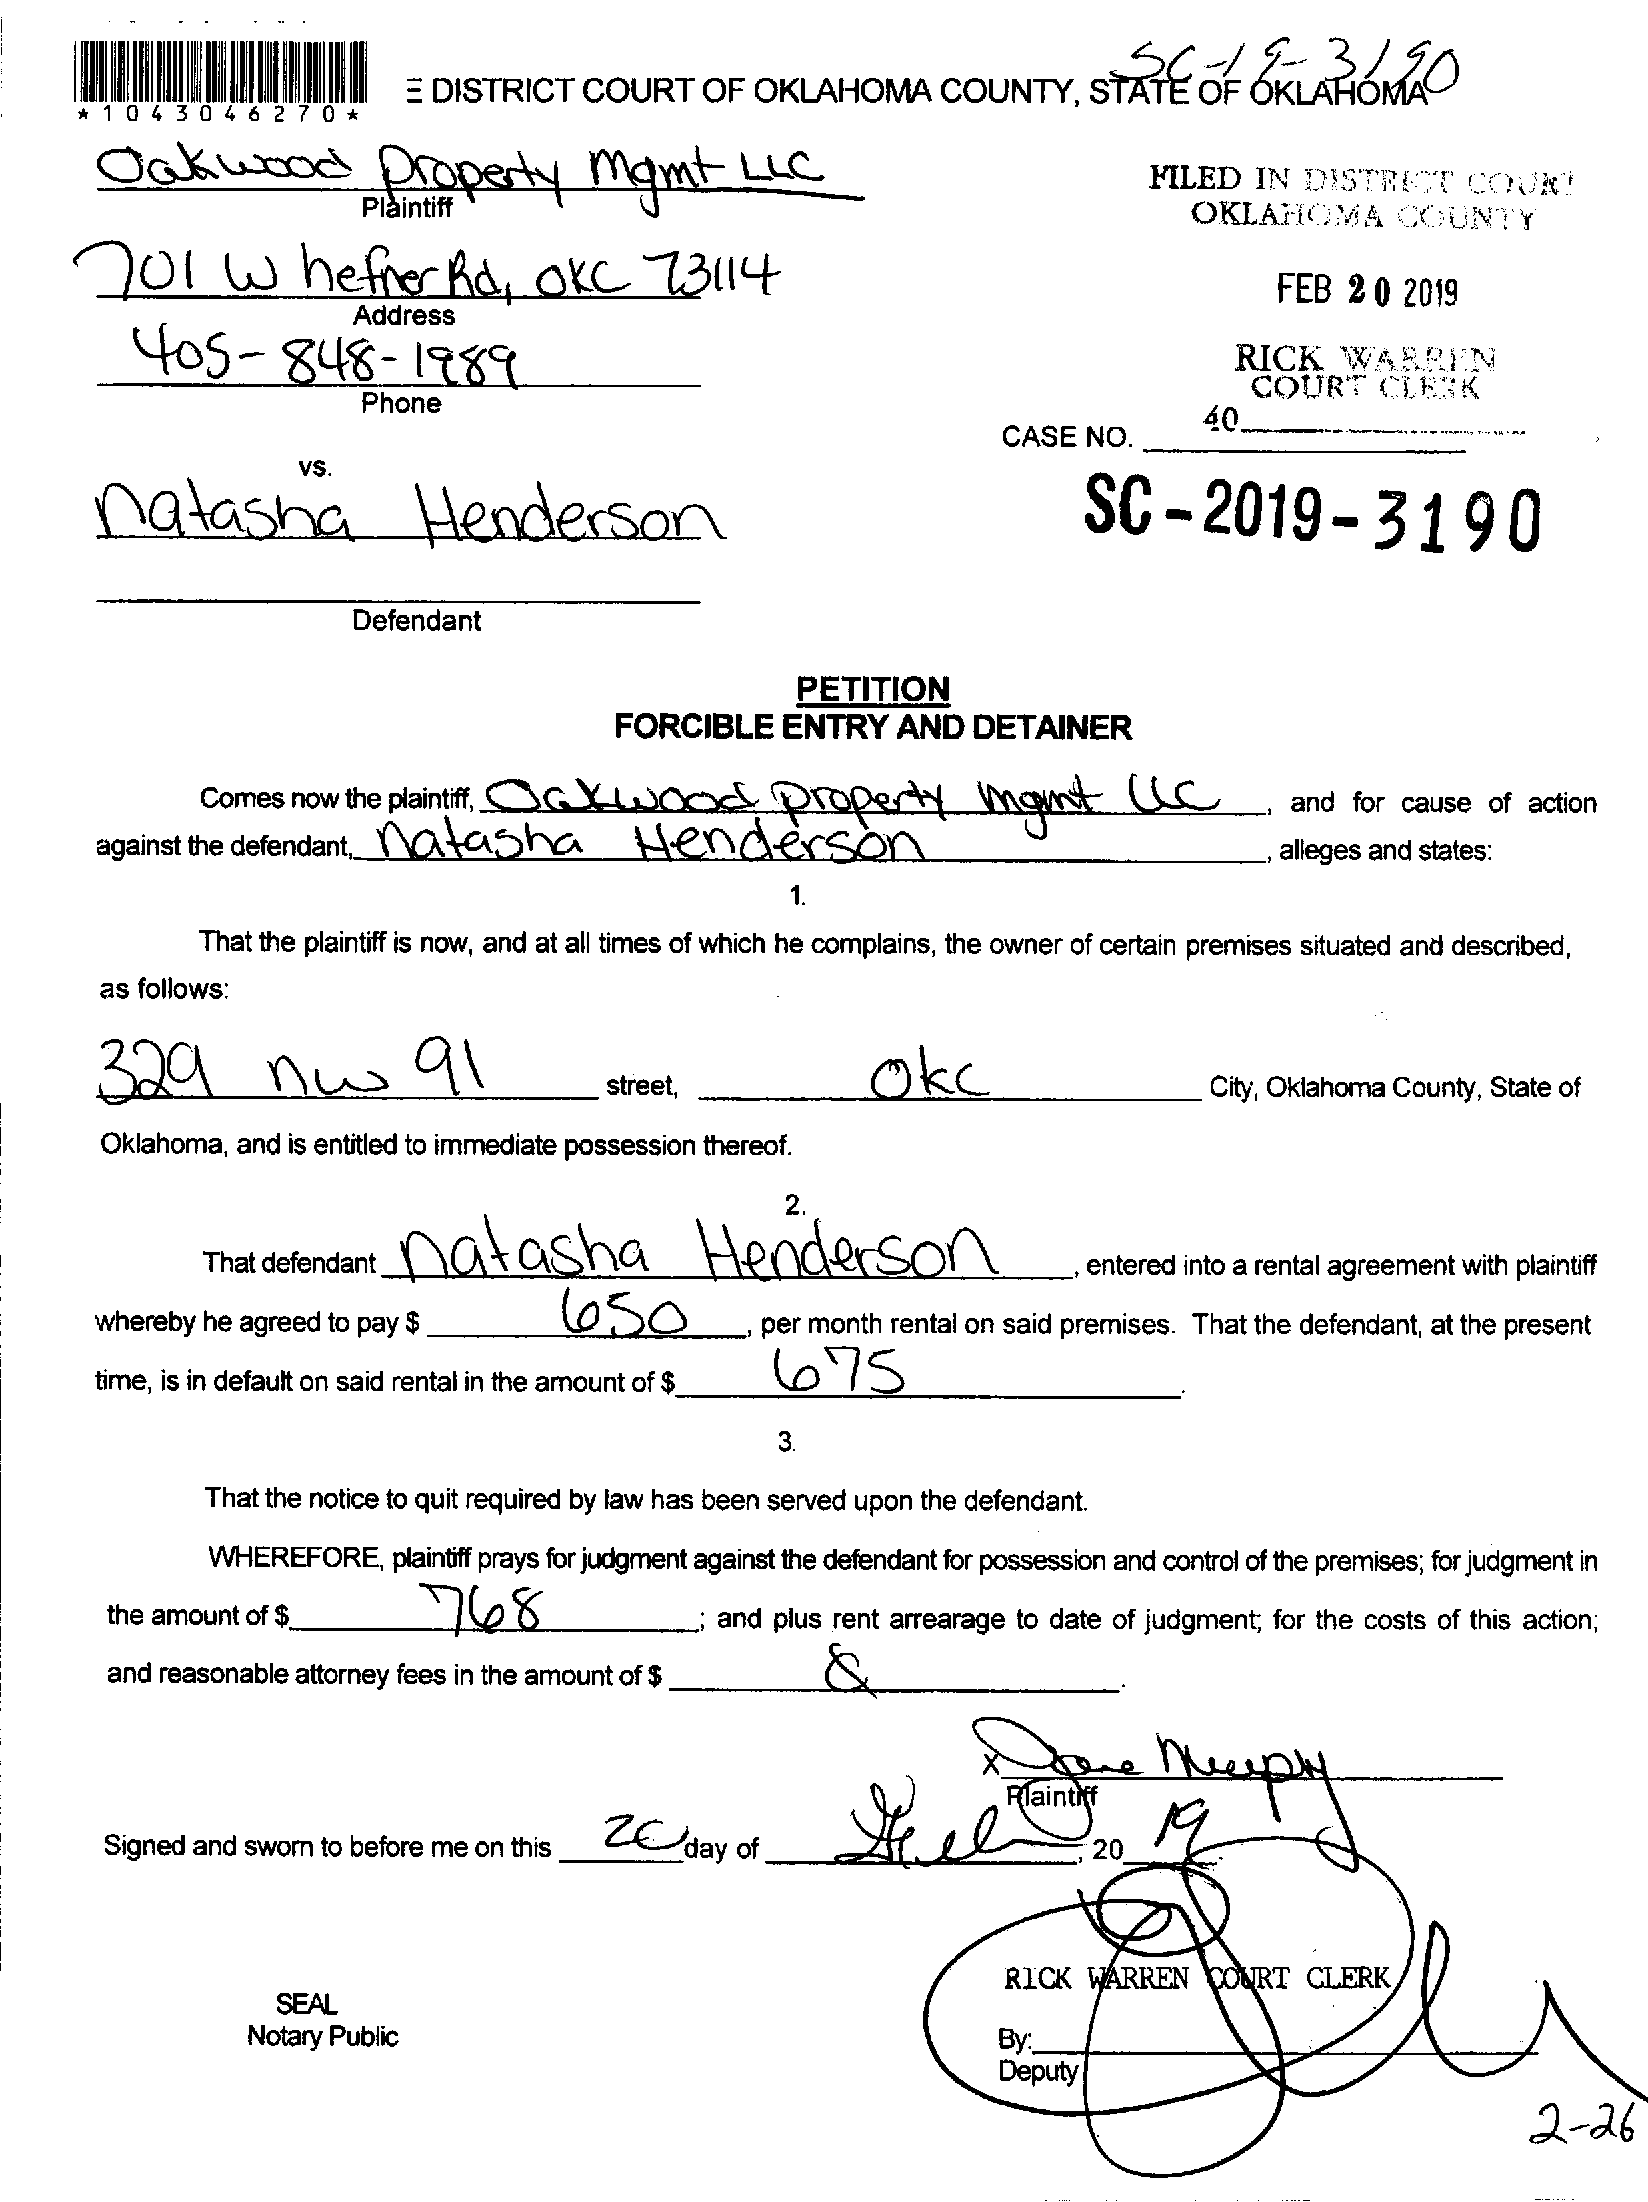 SC-19-3190
E DISTRICT COURT OF OKLAHOMA COUNTY, STATE OF OKLAHOMA
*1043046270*
Oakwood Property Mgmt LLC
Plaintiff
FILED IN DISTRICT COURT
OKLAHOMA COUNTY
701 W hefner Rd, OKC 73114
Address
FEB 20 2019
405-848-1989
Phone
RICK WARREN
COURT CLERK
40
CASE NO.
vs.
Natasha Henderson
SC-2019-3190
Defendant
PETITION
FORCIBLE ENTRY AND DETAINER
Comes now the plaintiff, Oakwood Property Mgmt LLC, and for cause of action
against the defendant, Natasha Henderson, alleges and states:
1.
That the plaintiff is now, and at all times of which he complains, the owner of certain premises situated and described,
as follows:
329 nw 91 street, Okc City, Oklahoma County, State of
Oklahoma, and is entitled to immediate possession thereof.
2.
That defendant Natasha Henderson, entered into a rental agreement with plaintiff
whereby he agreed to pay $ 650, per month rental on said premises. That the defendant, at the present
time, is in default on said rental in the amount of $ 675.
3.
That the notice to quit required by law has been served upon the defendant.
WHEREFORE, plaintiff prays for judgment against the defendant for possession and control of the premises; for judgment in
the amount of $ 768; and plus rent arrearage to date of judgment; for the costs of this action;
and reasonable attorney fees in the amount of $.
X Murphy
Plaintiff
Signed and sworn to before me on this 20 day of Feb, 20 19
RICK WARREN COURT CLERK
SEAL
Notary Public
By:
Deputy
2-26